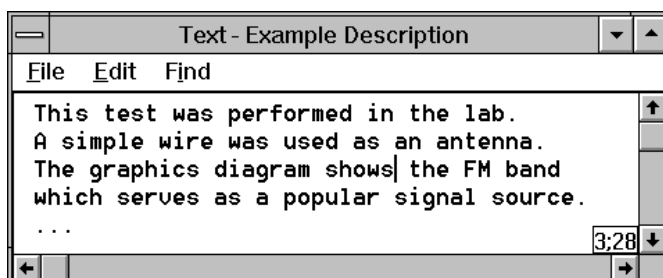 Text - Example Description
File Edit Find
This test was performed in the lab.
A simple wire was used as an antenna.
The graphics diagram shows the FM band
which serves as a popular signal source.
...
3;28